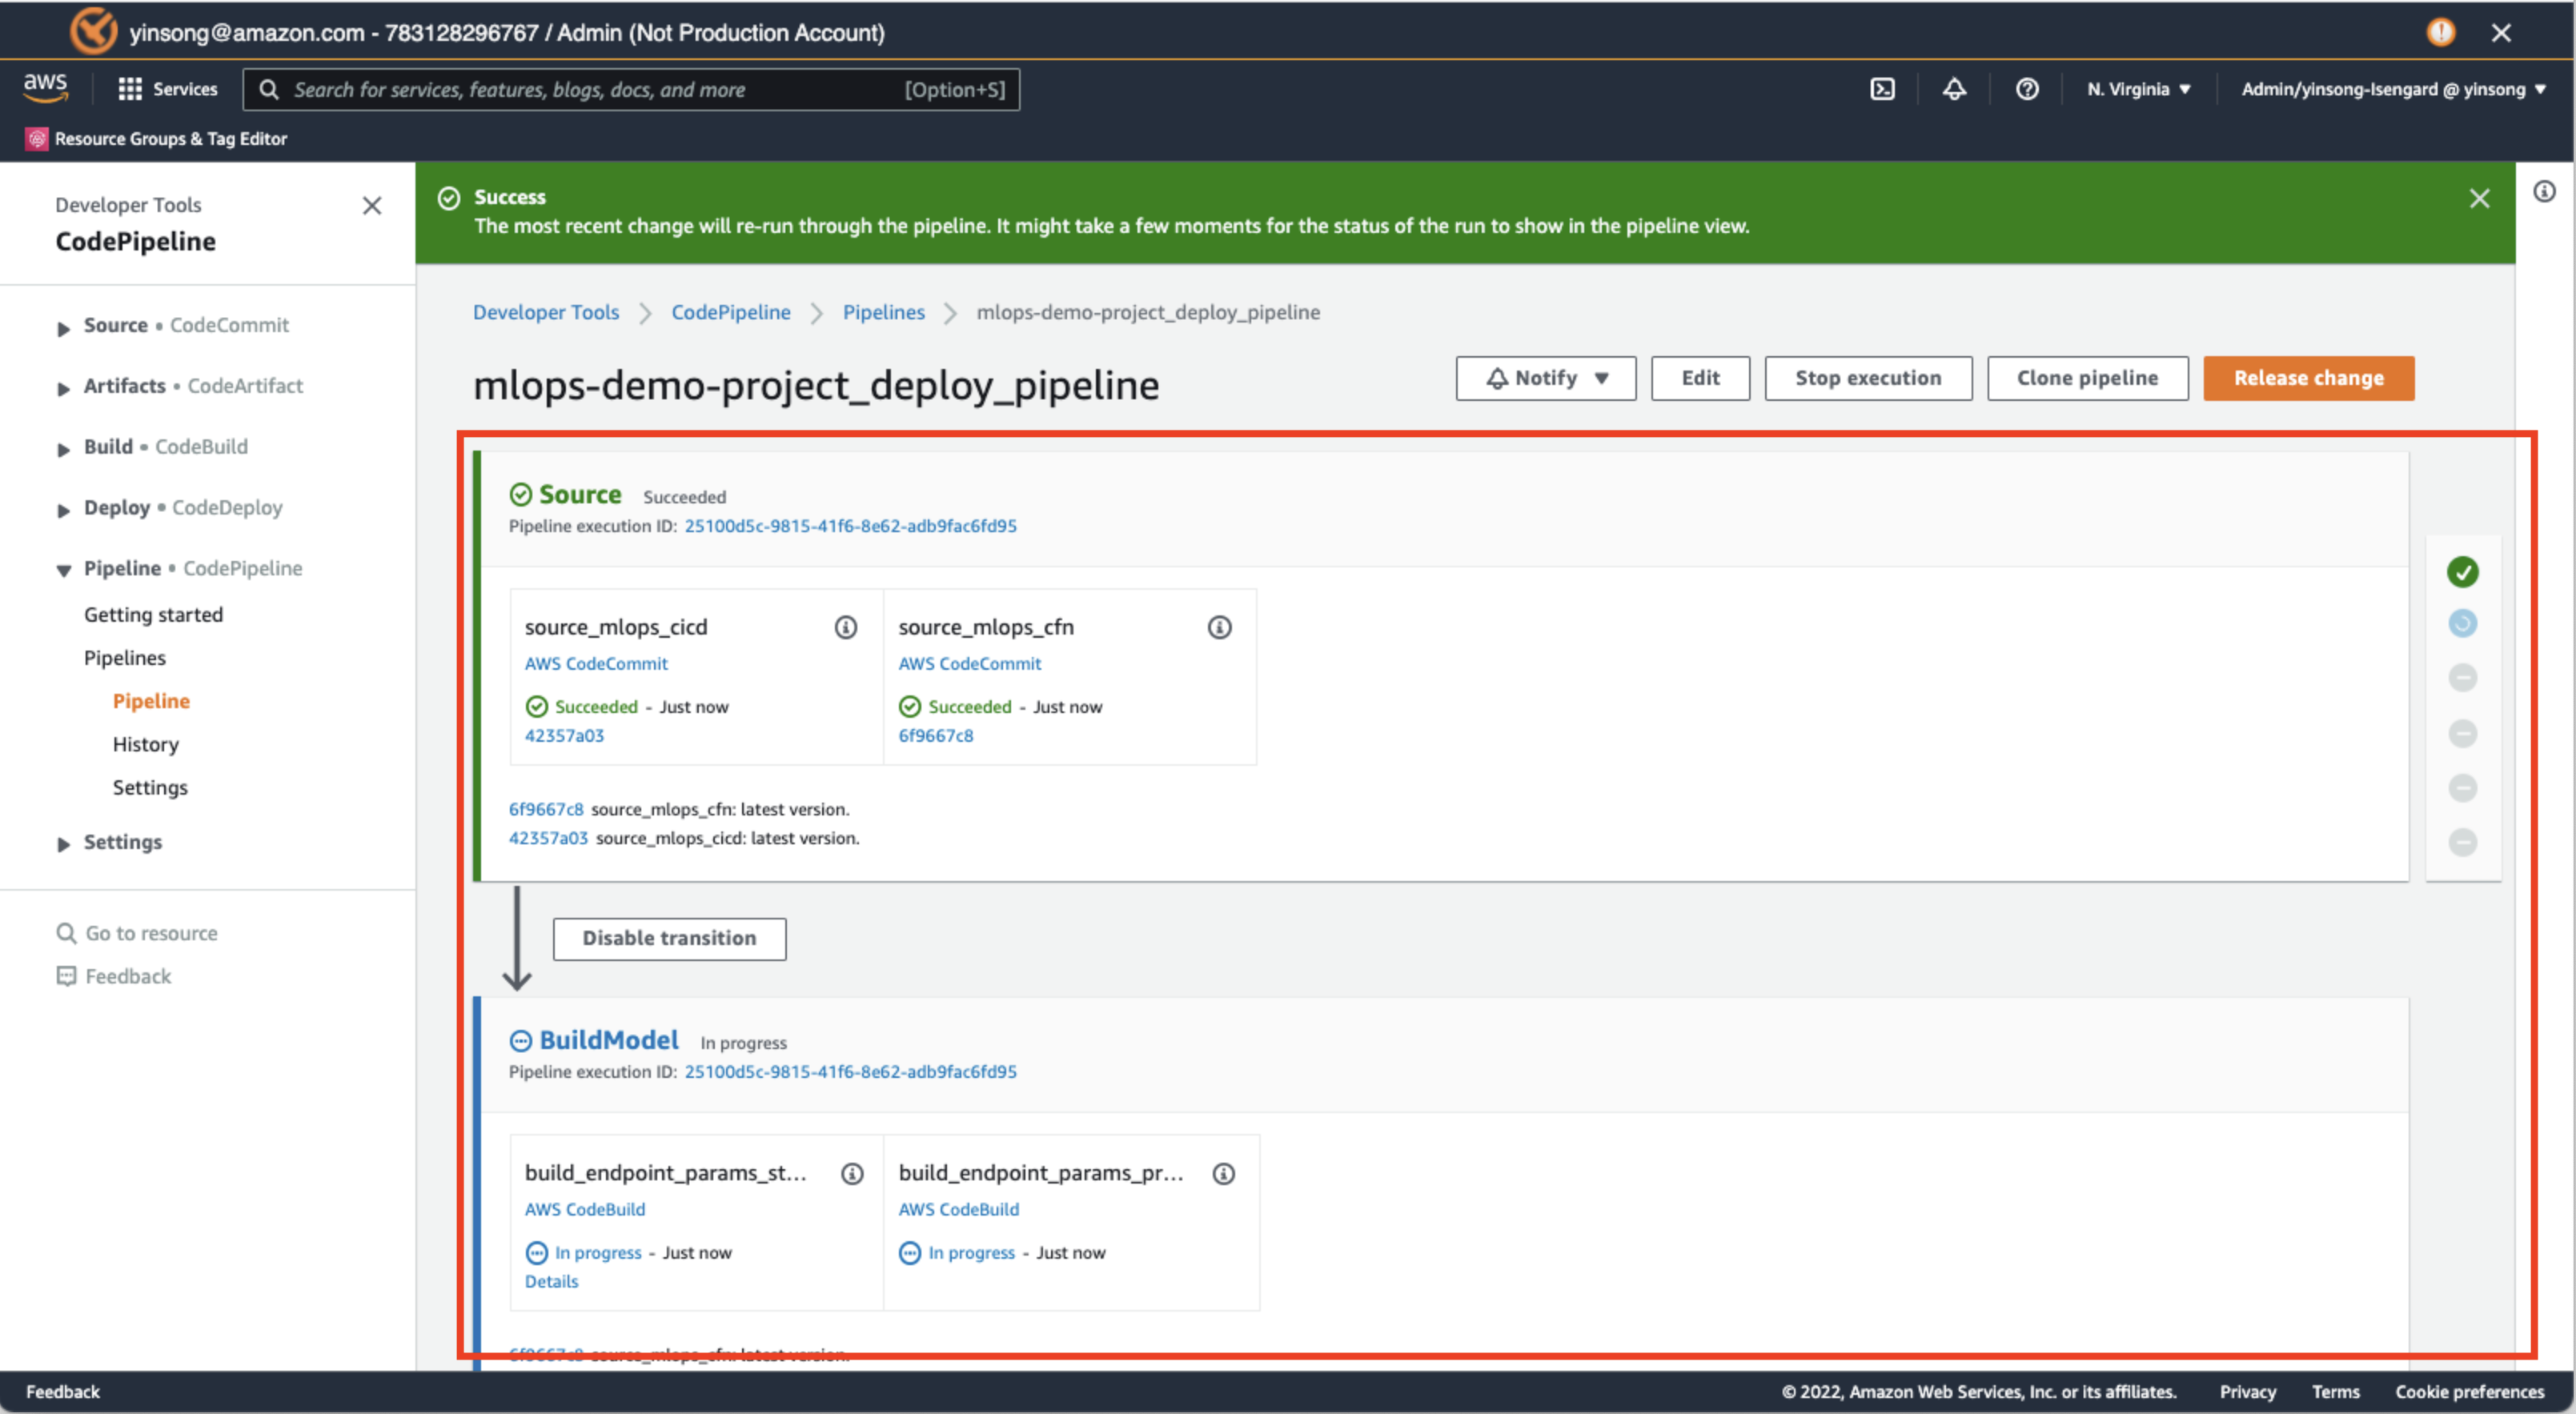 yinsong@amazon.com - 783128296767 / Admin (Not Production Account)
aws
Services
Search for services, features, blogs, docs, and more
[Option+S]
N. Virginia
Admin/yinsong-Isengard @ yinsong
Resource Groups & Tag Editor
Developer Tools
CodePipeline
Source • CodeCommit
Artifacts • CodeArtifact
Build • CodeBuild
Deploy • CodeDeploy
Pipeline • CodePipeline
Getting started
Pipelines
Pipeline
History
Settings
Settings
Go to resource
Feedback
Success
The most recent change will re-run through the pipeline. It might take a few moments for the status of the run to show in the pipeline view.
Developer Tools
CodePipeline
Pipelines
mlops-demo-project_deploy_pipeline
mlops-demo-project_deploy_pipeline
Notify
Edit
Stop execution
Clone pipeline
Release change
Source Succeeded
Pipeline execution ID: 25100d5c-9815-41f6-8e62-adb9fac6fd95
source_mlops_cicd
AWS CodeCommit
Succeeded - Just now
42357a03
source_mlops_cfn
AWS CodeCommit
Succeeded - Just now
6f9667c8
6f9667c8 source_mlops_cfn: latest version.
42357a03 source_mlops_cicd: latest version.
Disable transition
BuildModel In progress
Pipeline execution ID: 25100d5c-9815-41f6-8e62-adb9fac6fd95
build_endpoint_params_st...
AWS CodeBuild
In progress - Just now
Details
build_endpoint_params_pr...
AWS CodeBuild
In progress - Just now
6f9667c8 source_mlops_cfn: latest version.
Feedback
© 2022, Amazon Web Services, Inc. or its affiliates.
Privacy
Terms
Cookie preferences